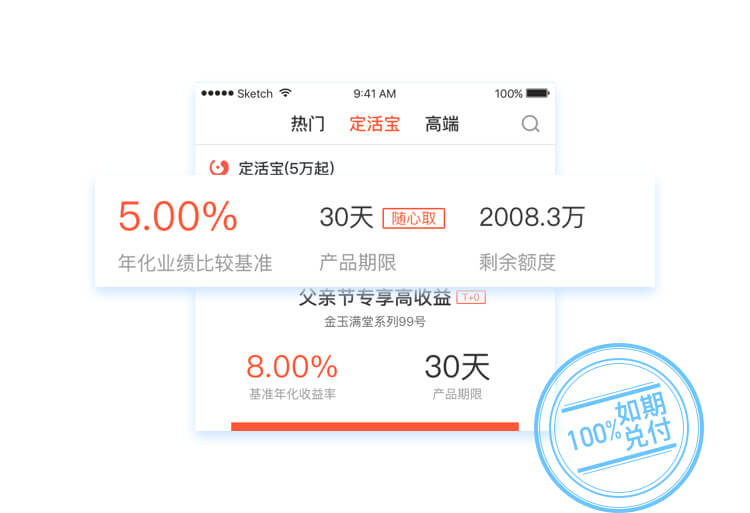 Sketch 9:41 AM 100%
热门 定活宝 高端
定活宝(5万起)
5.00% 30天 随心取 2008.3万
年化业绩比较基准 产品期限 剩余额度
父亲节专享高收益 T+0
金玉满堂系列99号
8.00% 30天
基准年化收益率 产品期限
100%如期兑付